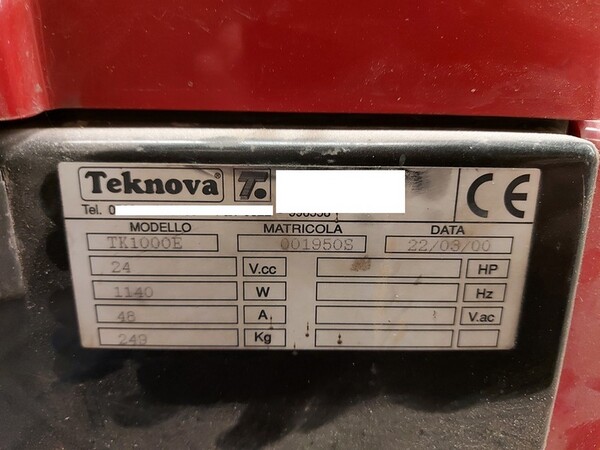 Teknova®
Tel. 0
MODELLO MATRICOLA DATA
TK1000E 001950S 22/03/00
24 V.cc HP
1140 W Hz
48 A. V.ac
249 Kg
CE